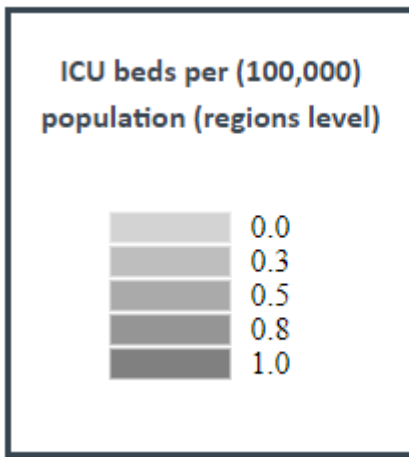 ICU beds per (100,000)
population (regions level)
0.0
0.3
0.5
0.8
1.0